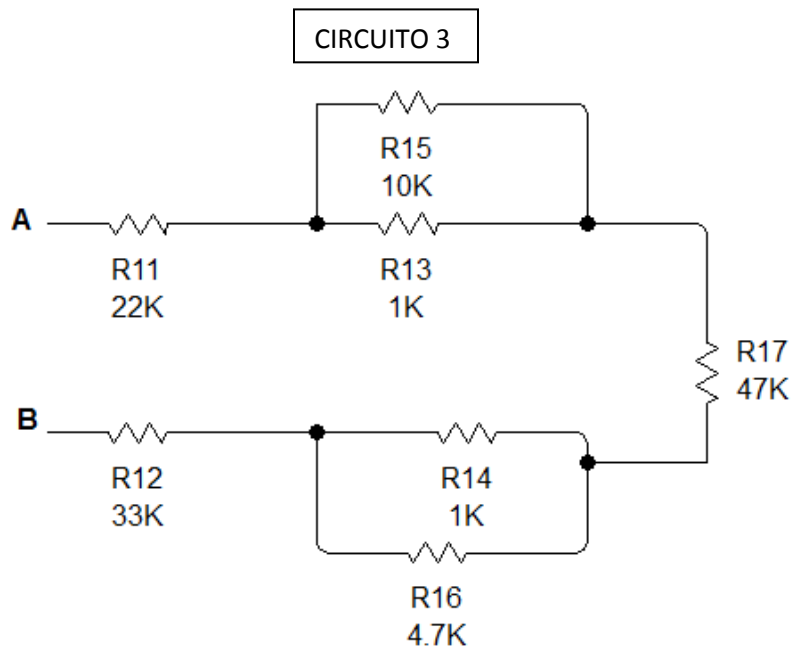 CIRCUITO 3
R15
10K
A
R11
22K
R13
1K
R17
47K
B
R12
33K
R14
1K
R16
4.7K